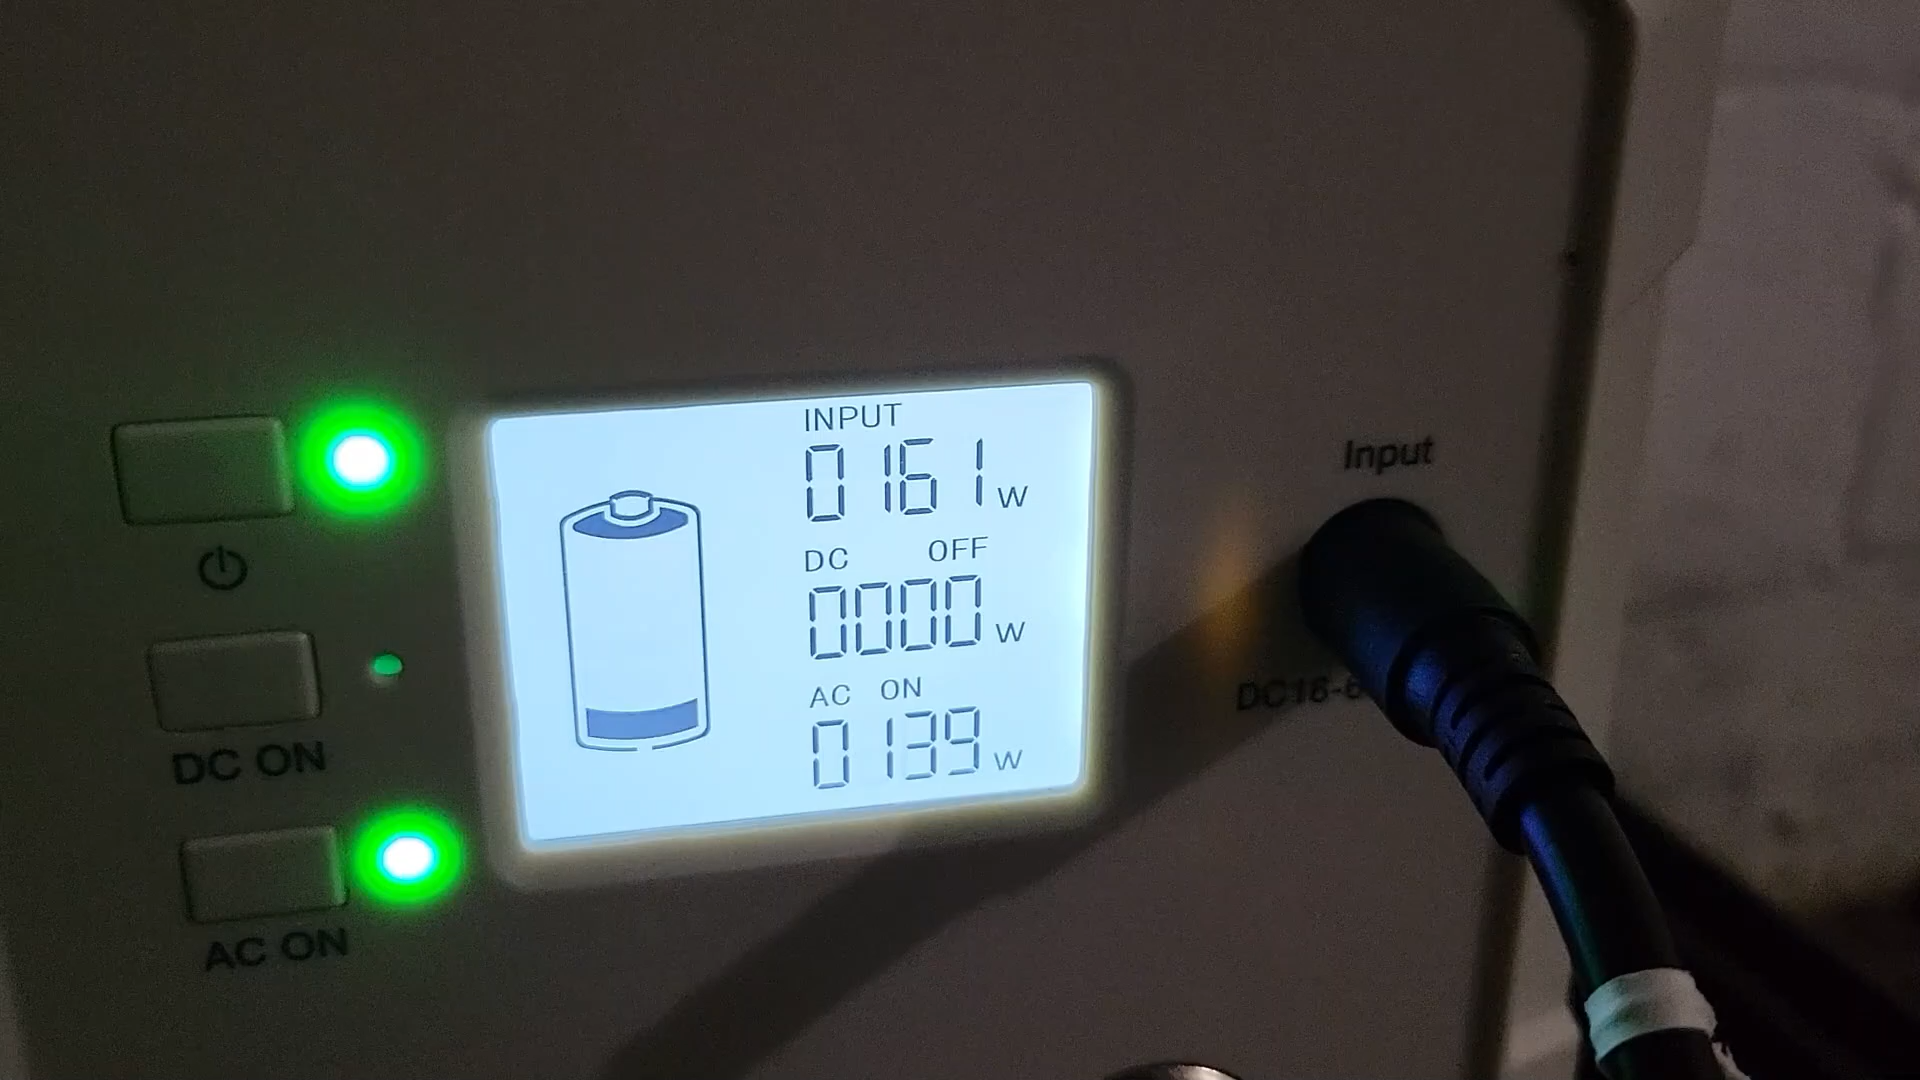 INPUT
0161 W
DC OFF
0000 W
AC ON
0139 W
Input
DC ON
AC ON